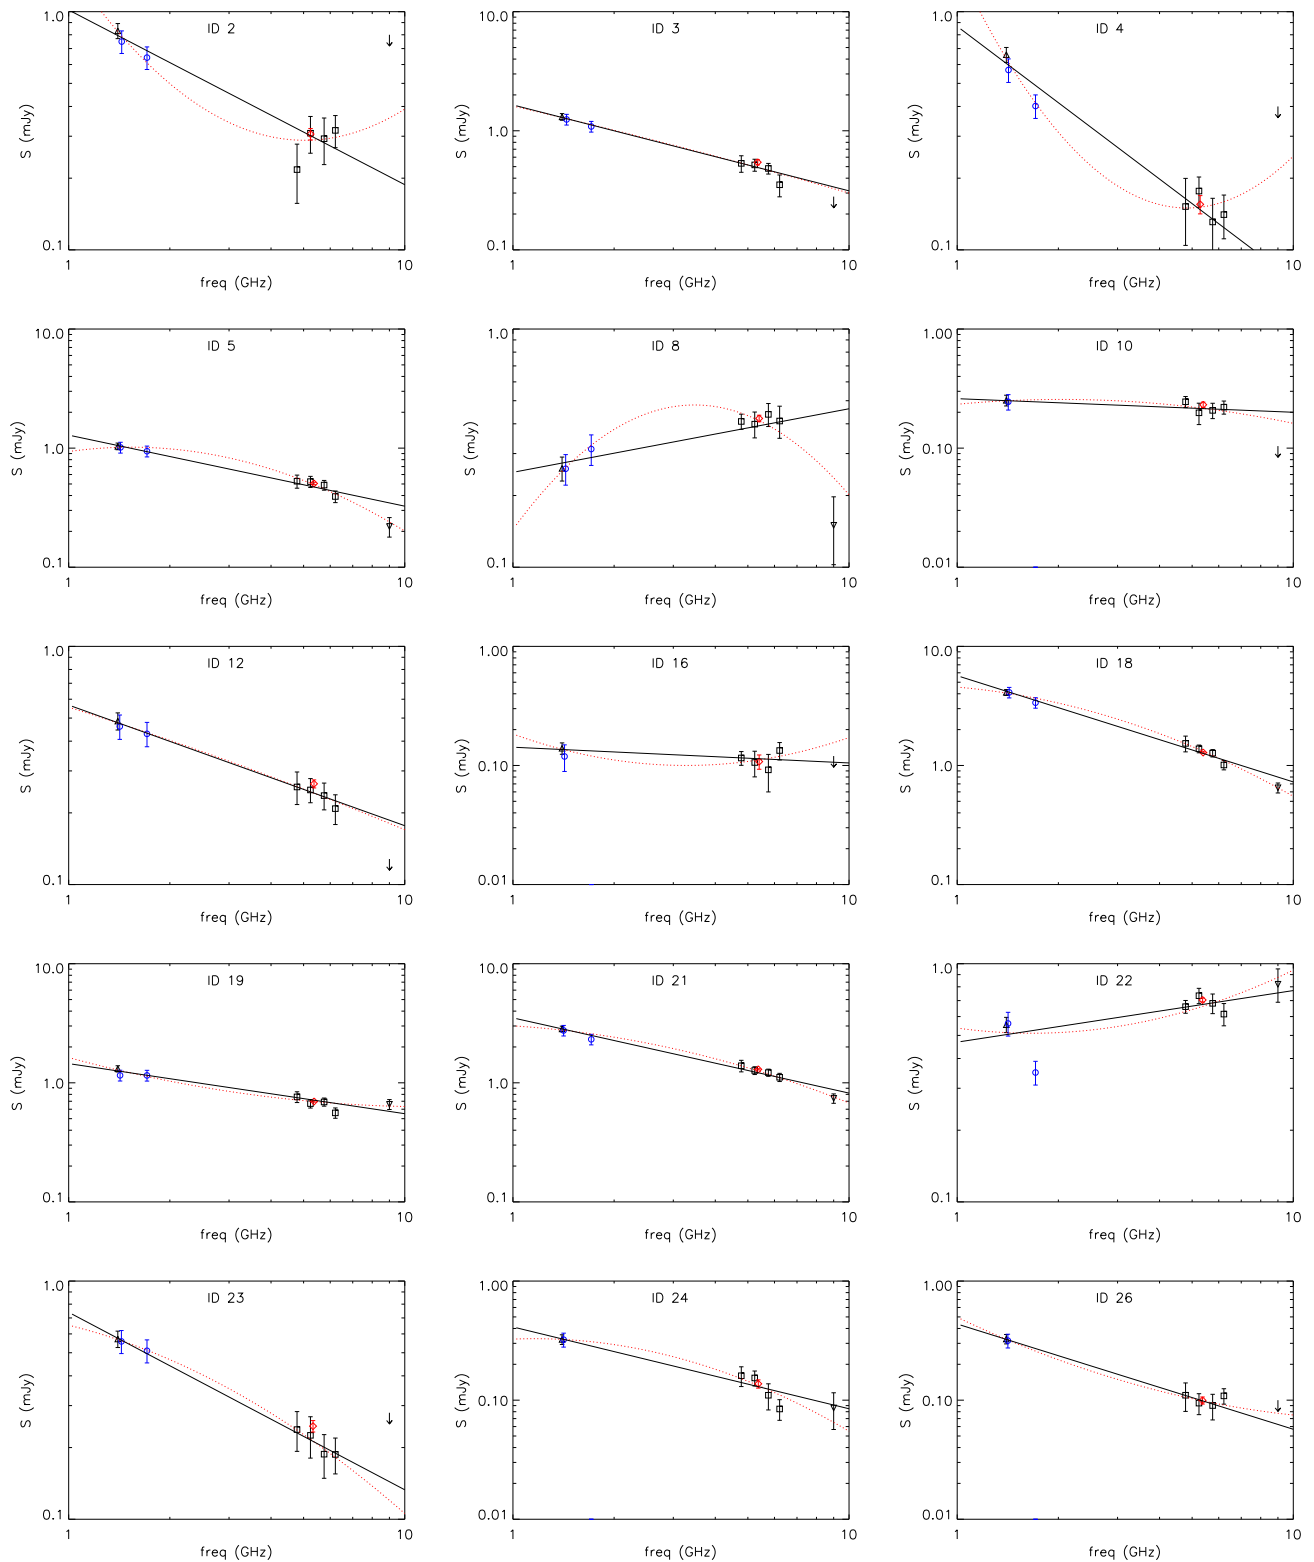 ID 2
1.0
S (mJy)
0.1
1
10
freq (GHz)
ID 3
10.0
1.0
S (mJy)
0.1
1
10
freq (GHz)
ID 4
1.0
S (mJy)
0.1
1
10
freq (GHz)
ID 5
10.0
1.0
S (mJy)
0.1
1
10
freq (GHz)
ID 8
1.0
S (mJy)
0.1
1
10
freq (GHz)
ID 10
1.00
0.10
S (mJy)
0.01
1
10
freq (GHz)
ID 12
1.0
S (mJy)
0.1
1
10
freq (GHz)
ID 16
1.00
0.10
S (mJy)
0.01
1
10
freq (GHz)
ID 18
10.0
1.0
S (mJy)
0.1
1
10
freq (GHz)
ID 19
10.0
1.0
S (mJy)
0.1
1
10
freq (GHz)
ID 21
10.0
1.0
S (mJy)
0.1
1
10
freq (GHz)
ID 22
1.0
S (mJy)
0.1
1
10
freq (GHz)
ID 23
1.0
S (mJy)
0.1
1
10
freq (GHz)
ID 24
1.00
0.10
S (mJy)
0.01
1
10
freq (GHz)
ID 26
1.00
0.10
S (mJy)
0.01
1
10
freq (GHz)